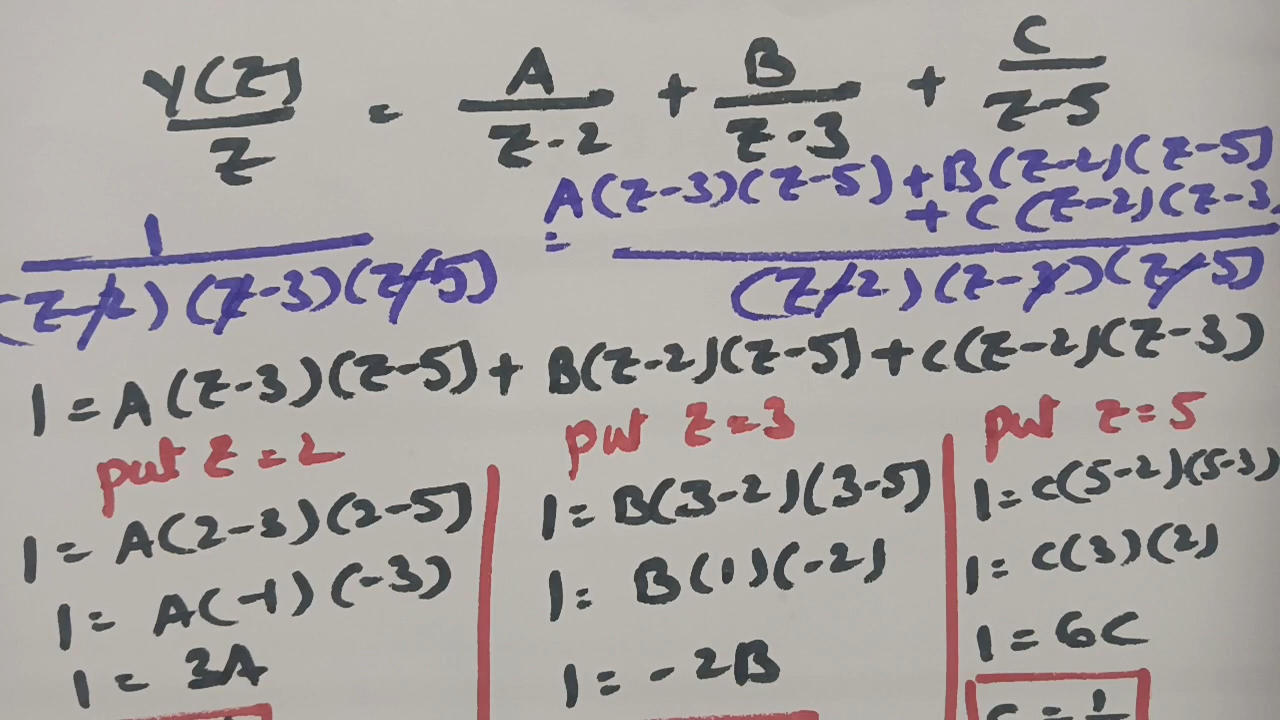 Y(z)/z = A/(z-2) + B/(z-3) + C/(z-5)
1/((z-2)(z-3)(z-5)) = (A(z-3)(z-5) + B(z-2)(z-5) + C(z-2)(z-3)/((z-2)(z-3)(z-5))
1 = A(z-3)(z-5) + B(z-2)(z-5) + C(z-2)(z-3)
put z = 2
1 = A(2-3)(2-5)
1 = A(-1)(-3)
1 = 3A
put z = 3
1 = B(3-2)(3-5)
1 = B(1)(-2)
1 = -2B
put z = 5
1 = C(5-2)(5-3)
1 = C(3)(2)
1 = 6C
C = 1